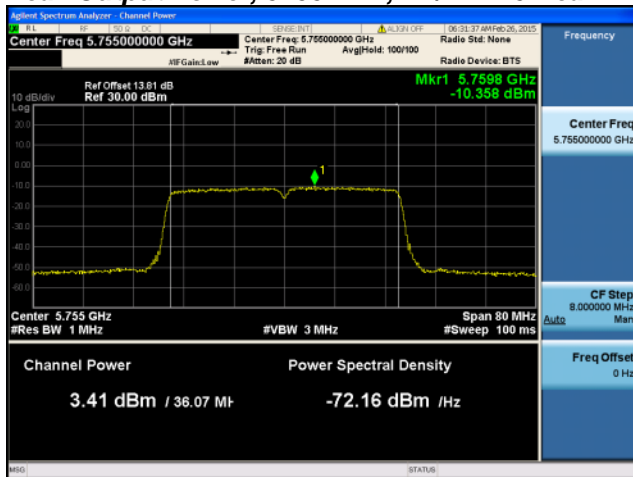 Agilent Spectrum Analyzer - Channel Power
RL RF 50 Ω DC SENSE:INT ALIGN OFF 06:31:37 AM Feb 26, 2015
Center Freq 5.755000000 GHz
Center Freq: 5.755000000 GHz
Radio Std: None
Trig: Free Run Avg|Hold: 100/100
#IFGain:Low #Atten: 20 dB Radio Device: BTS
Frequency
Ref Offset 13.81 dB
Mkr1 5.7598 GHz
10 dB/div Ref 30.00 dBm -10.358 dBm
Log
20.0
10.0
0.00
-10.0
-20.0
-30.0
-40.0
-50.0
-60.0
1
Center Freq
5.755000000 GHz
Center 5.755 GHz Span 80 MHz
#Res BW 1 MHz #VBW 3 MHz #Sweep 100 ms
CF Step
8.000000 MHz
Auto Man
Channel Power Power Spectral Density
3.41 dBm / 36.07 MH -72.16 dBm /Hz
Freq Offset
0 Hz
MSG STATUS